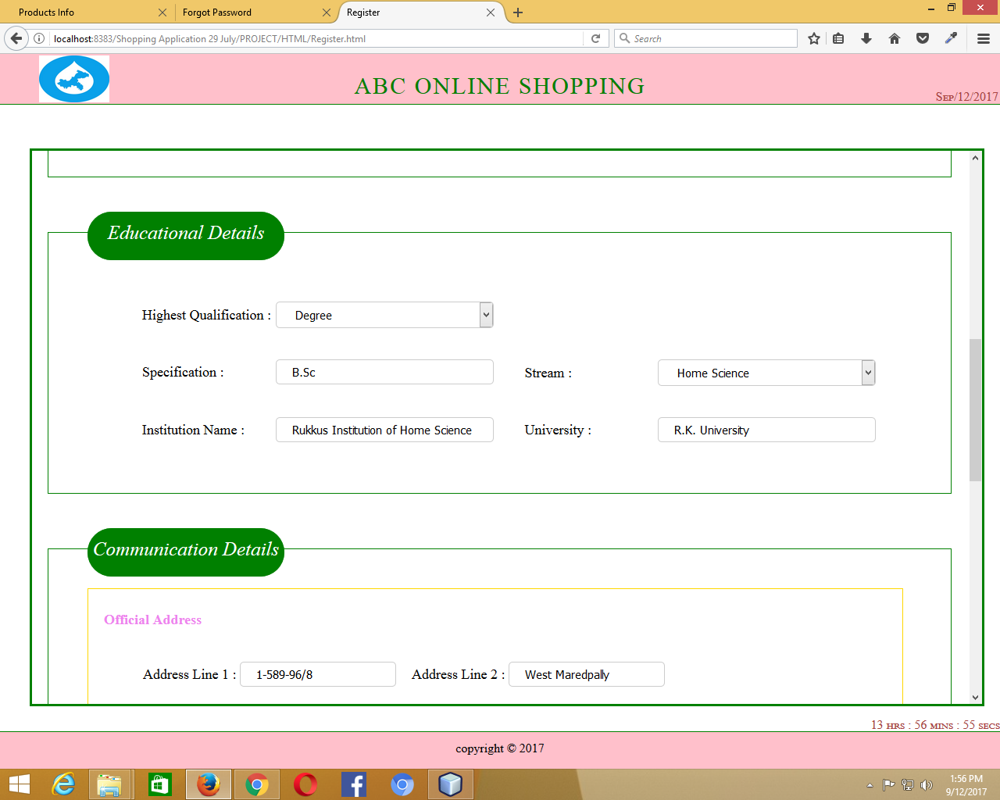 Products Info
Forgot Password
Register
localhost:8383/Shopping Application 29 July/PROJECT/HTML/Register.html
Search
ABC ONLINE SHOPPING
Sep/12/2017
Educational Details
Highest Qualification : Degree
Specification : B.Sc Stream : Home Science
Institution Name : Rukkus Institution of Home Science University : R.K. University
Communication Details
Official Address
Address Line 1 : 1-589-96/8 Address Line 2 : West Maredpally
13 hrs : 56 mins : 55 secs
copyright © 2017
1:56 PM
9/12/2017